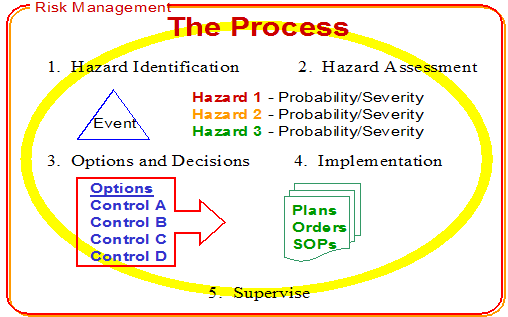 Risk Management
The Process
1. Hazard Identification
2. Hazard Assessment
Event
Hazard 1 - Probability/Severity
Hazard 2 - Probability/Severity
Hazard 3 - Probability/Severity
3. Options and Decisions
4. Implementation
Options
Control A
Control B
Control C
Control D
Plans
Orders
SOPs
5. Supervise